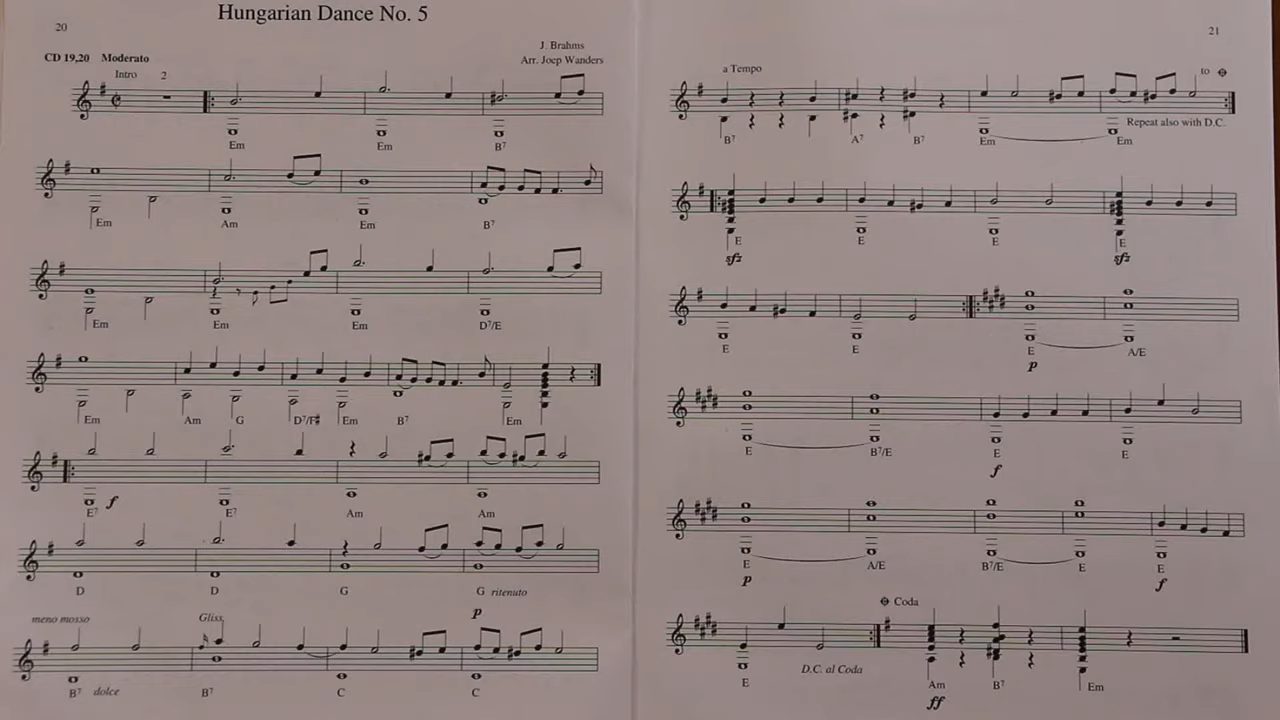 Hungarian Dance No. 5
20
J. Brahms
CD 19,20 Moderato
Arr. Joep Wanders
Intro 2
Em Em B7
Em Am Em B7
Em Em Em D7/E
Em Am G D7/F# Em B7 Em
f
E7 E7 Am Am
D D G G ritenuto
p
meno mosso Gliss.
B7 dolce B7 C C
21
a Tempo to
Repeat also with D.C.
B7 A7 B7 Em Em
E E E E
sfz sfz
E E E A/E
p
E B7/E E E
f
E A/E B7/E E E
p f
Coda
E D.C. al Coda Am B7 Em
ff